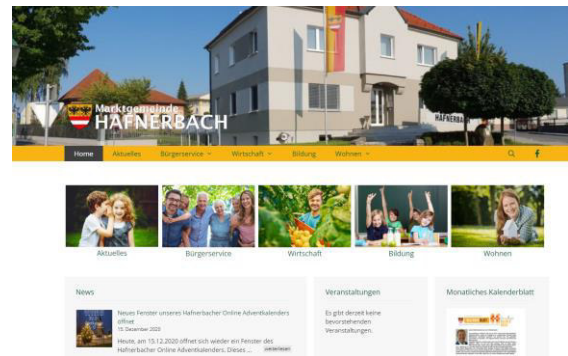 Marktgemeinde
HAFNERBACH
HAFNERBACH
Home Aktuelles Bürgerservice Wirtschaft Bildung Wohnen
Aktuelles Bürgerservice Wirtschaft Bildung Wohnen
News
Neues Fenster unseres Hafnerbacher Online Adventkalenders
öffnet
15. Dezember 2020
Heute, am 15.12.2020 öffnet sich wieder ein Fenster des
Hafnerbacher Online Adventkalenders. Dieses ... weiterlesen
Veranstaltungen
Es gibt derzeit keine
bevorstehenden
Veranstaltungen.
Monatliches Kalenderblatt